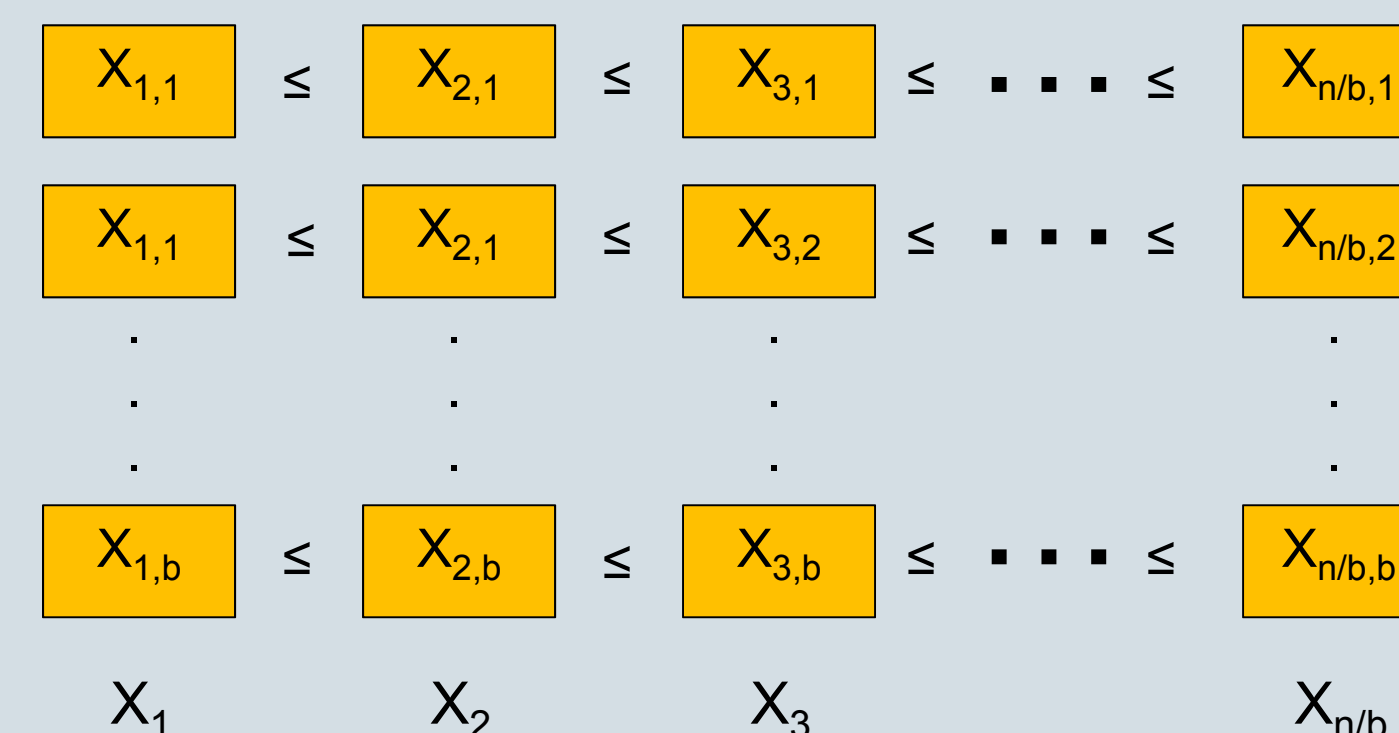 X₁,₁ ≤ X₂,₁ ≤ X₃,₁ ≤ ▪ ▪ ▪ ≤ Xn/b,₁
X₁,₁ ≤ X₂,₁ ≤ X₃,₂ ≤ ▪ ▪ ▪ ≤ Xn/b,₂
. . . .
. . . .
. . . .
X₁,b ≤ X₂,b ≤ X₃,b ≤ ▪ ▪ ▪ ≤ Xn/b,b
X₁ X₂ X₃ Xn/b